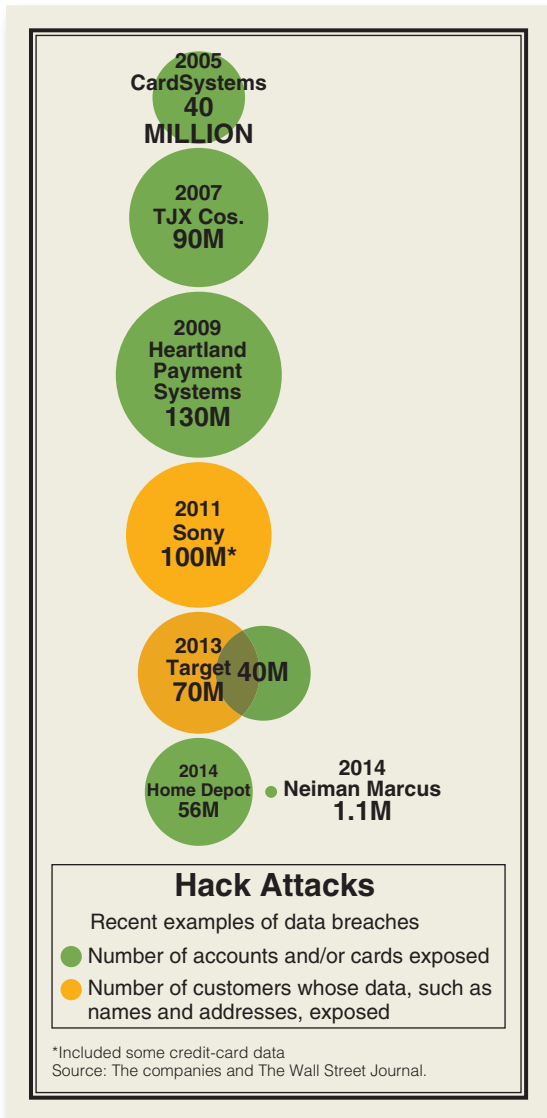 2005
CardSystems
40
MILLION
2007
TJX Cos.
90M
2009
Heartland
Payment
Systems
130M
2011
Sony
100M*
2013
Target
70M
40M
2014
Home Depot
56M
2014
Neiman Marcus
1.1M
Hack Attacks
Recent examples of data breaches
Number of accounts and/or cards exposed
Number of customers whose data, such as
names and addresses, exposed
*Included some credit-card data
Source: The companies and The Wall Street Journal.